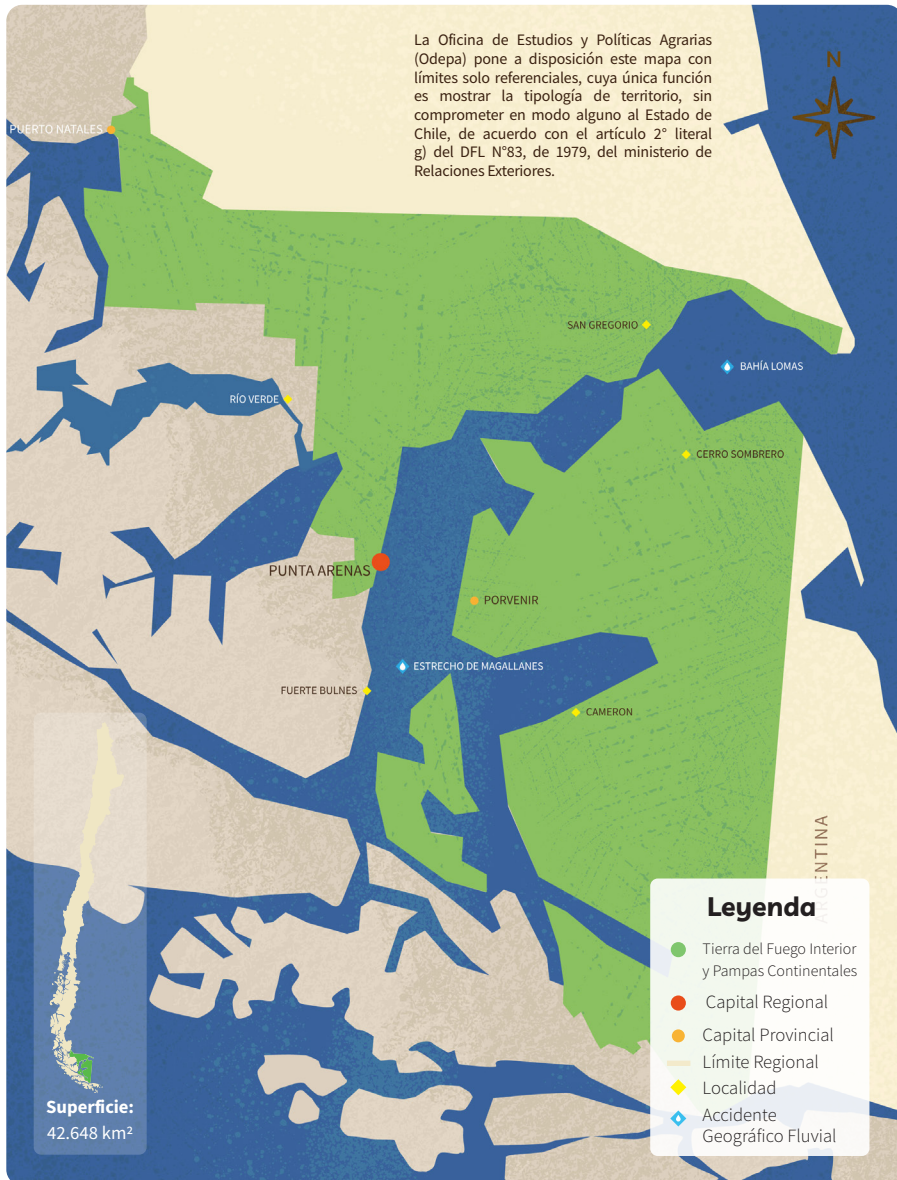 La Oficina de Estudios y Políticas Agrarias
(Odepa) pone a disposición este mapa con
límites solo referenciales, cuya única función
es mostrar la tipología de territorio, sin
comprometer en modo alguno al Estado de
Chile, de acuerdo con el artículo 2° literal
g) del DFL N°83, de 1979, del ministerio de
Relaciones Exteriores.
N
PUERTO NATALES
SAN GREGORIO
BAHÍA LOMAS
RÍO VERDE
CERRO SOMBRERO
PUNTA ARENAS
PORVENIR
ESTRECHO DE MAGALLANES
FUERTE BULNES
CAMERON
ARGENTINA
Leyenda
Tierra del Fuego Interior
y Pampas Continentales
Capital Regional
Capital Provincial
Límite Regional
Localidad
Accidente
Geográfico Fluvial
Superficie:
42.648 km²